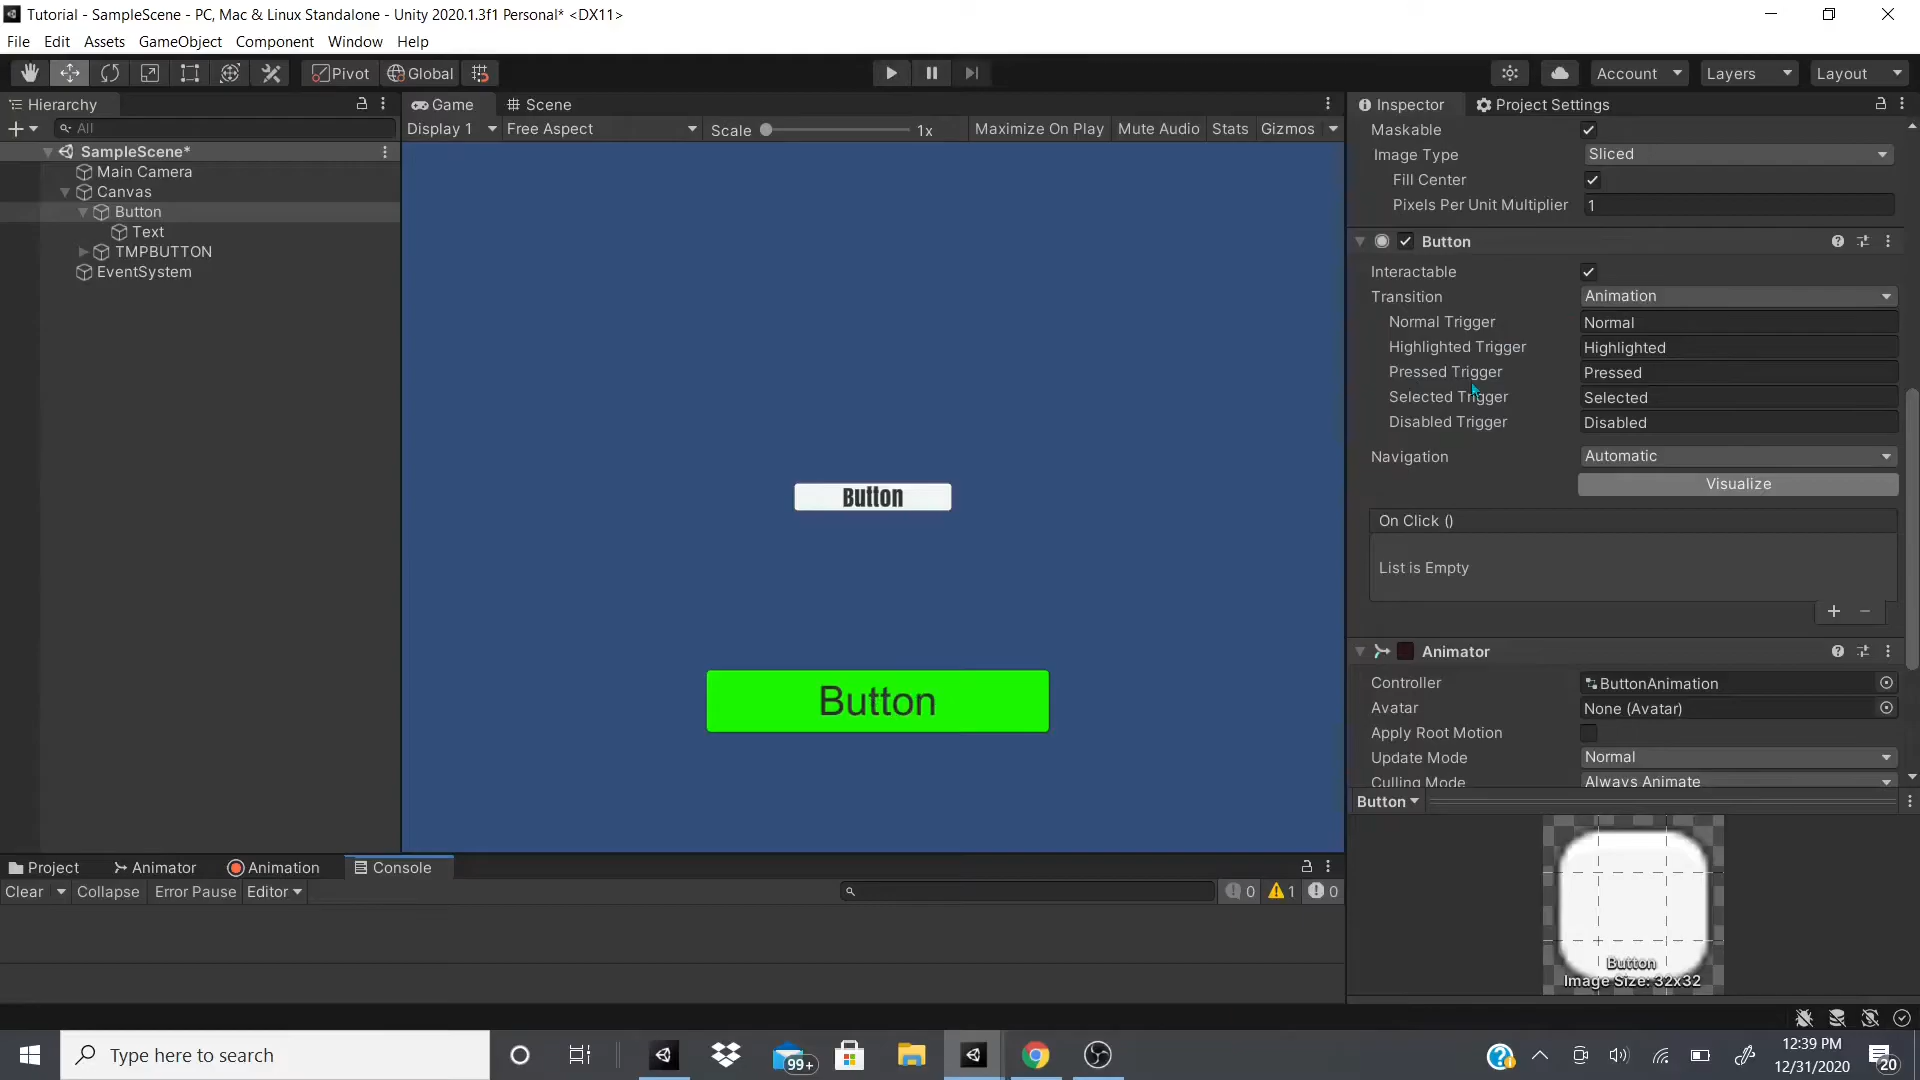 Tutorial - SampleScene - PC, Mac & Linux Standalone - Unity 2020.1.3f1 Personal* <DX11>
File Edit Assets GameObject Component Window Help
Pivot Global Account Layers Layout
Hierarchy
All
SampleScene*
Main Camera
Canvas
Button
Text
TMPBUTTON
EventSystem
Game Scene
Display 1 Free Aspect Scale 1x Maximize On Play Mute Audio Stats Gizmos
Button
Button
Inspector Project Settings
Maskable
Image Type Sliced
Fill Center
Pixels Per Unit Multiplier 1
Button
Interactable
Transition Animation
Normal Trigger Normal
Highlighted Trigger Highlighted
Pressed Trigger Pressed
Selected Trigger Selected
Disabled Trigger Disabled
Navigation Automatic
Visualize
On Click ()
List is Empty
Animator
Controller ButtonAnimation
Avatar None (Avatar)
Apply Root Motion
Update Mode Normal
Culling Mode Always Animate
Button
Button
Image Size: 32x32
Project Animator Animation Console
Clear Collapse Error Pause Editor 0 1 0
Type here to search
99+
12:39 PM
12/31/2020
20